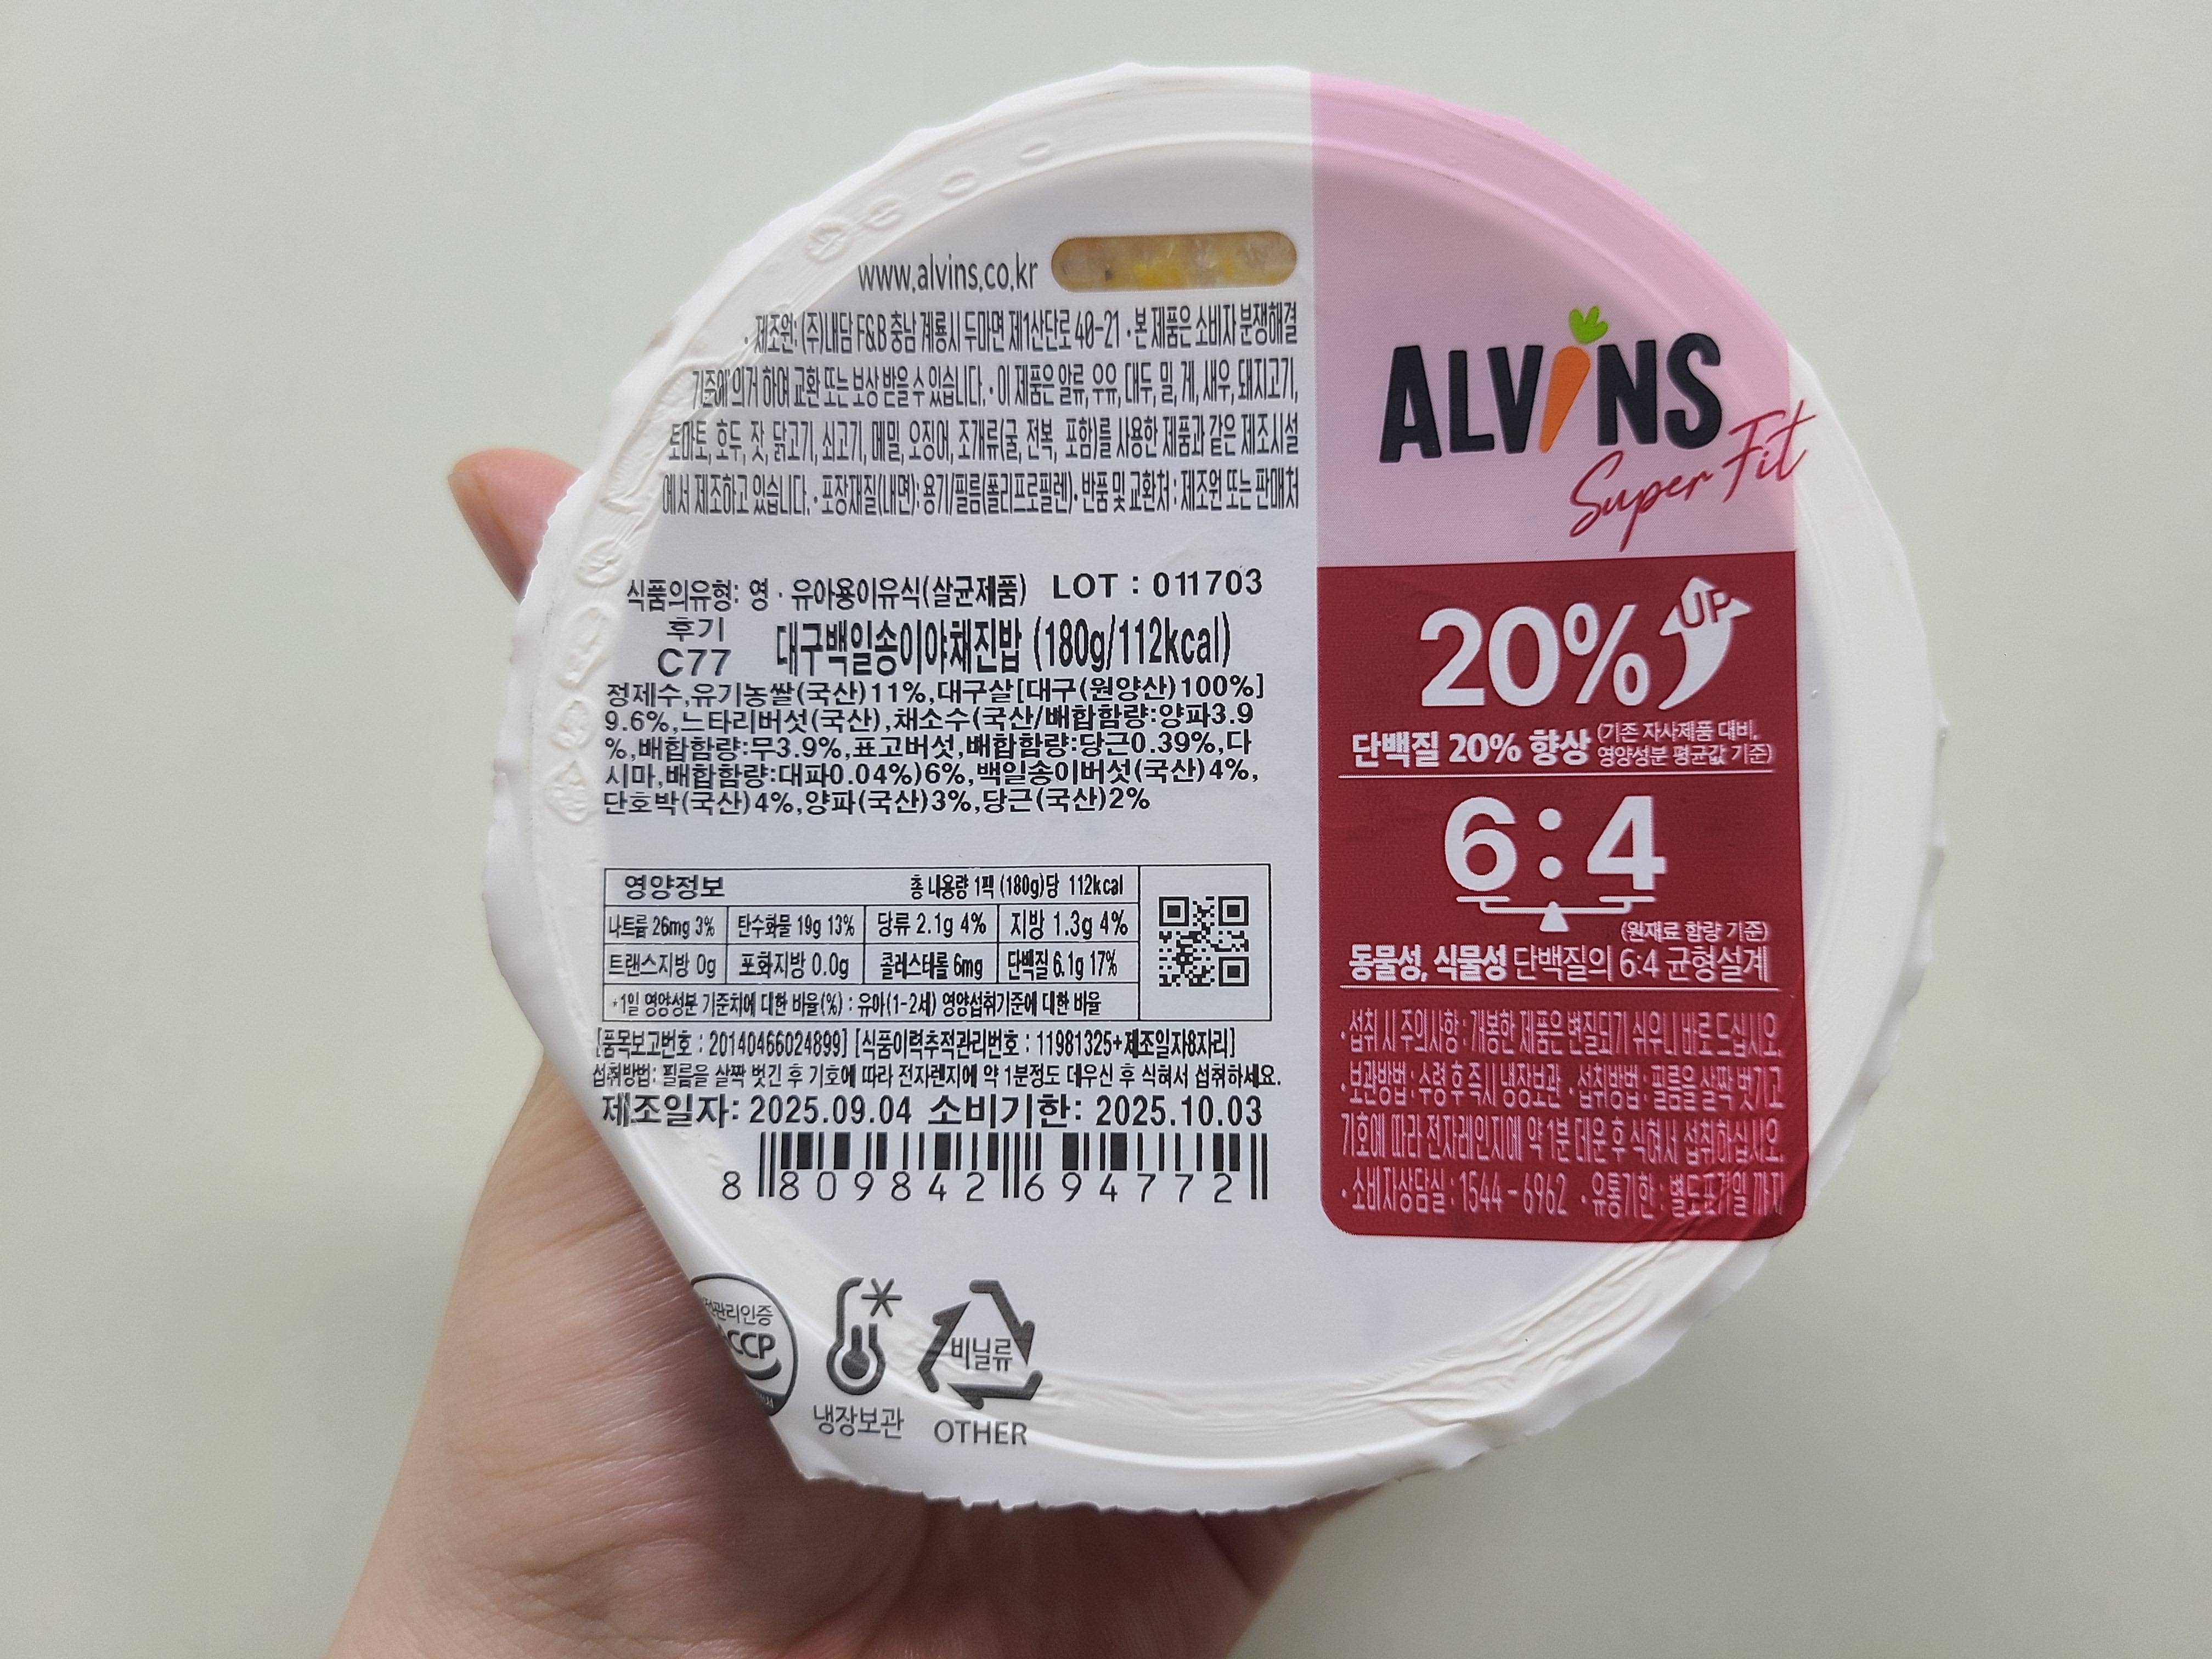 www.alvins.co.kr
· 제조원: (주)내담 F&B 충남 계룡시 두마면 제1산단로 40-21 · 본 제품은 소비자 분쟁해결
기준에 의거 하여 교환 또는 보상 받을 수 있습니다. · 이 제품은 알류, 우유, 대두, 밀, 게, 새우, 돼지고기,
토마토, 호두, 잣, 닭고기, 쇠고기, 메밀, 오징어, 조개류(굴, 전복, 포함)를 사용한 제품과 같은 제조시설
에서 제조하고 있습니다. · 포장재질(내면): 용기/필름(폴리프로필렌) · 반품 및 교환처 : 제조원 또는 판매처
식품의유형: 영 · 유아용이유식(살균제품) LOT : 011703
후기
C77
대구백일송이야채진밥 (180g/112kcal)
정제수,유기농쌀(국산)11%,대구살[대구(원양산)100%]
9.6%,느타리버섯(국산),채소수(국산/배합함량:양파3.9
%,배합함량:무3.9%,표고버섯,배합함량:당근0.39%,다
시마,배합함량:대파0.04%)6%,백일송이버섯(국산)4%,
단호박(국산)4%,양파(국산)3%,당근(국산)2%
영양정보 총 내용량 1팩 (180g)당 112kcal
나트륨 26mg 3% 탄수화물 19g 13% 당류 2.1g 4% 지방 1.3g 4%
트랜스지방 0g 포화지방 0.0g 콜레스테롤 6mg 단백질 6.1g 17%
*1일 영양성분 기준치에 대한 비율(%) : 유아(1-2세) 영양섭취기준에 대한 비율
[품목보고번호 : 20140466024899] [식품이력추적관리번호 : 11981325+제조일자8자리]
섭취방법: 필름을 살짝 벗긴 후 기호에 따라 전자렌지에 약 1분정도 데우신 후 식혀서 섭취하세요.
제조일자: 2025.09.04 소비기한: 2025.10.03
8 809842 694772
관리인증
CCP
냉장보관
비닐류
OTHER
ALVINS
Super Fit
20% UP
단백질 20% 향상 (기존 자사제품 대비,
영양성분 평균값 기준)
6:4
(원재료 함량 기준)
동물성, 식물성 단백질의 6:4 균형설계
· 섭취 시 주의사항 : 개봉한 제품은 변질되기 쉬우니 바로 드십시오.
· 보관방법 : 수령 후 즉시 냉장보관 · 섭취방법 : 필름을 살짝 벗기고
기호에 따라 전자레인지에 약 1분 데운 후 식혀서 섭취하십시오.
· 소비자상담실 : 1544-6962 · 유통기한 : 별도표기일 까지